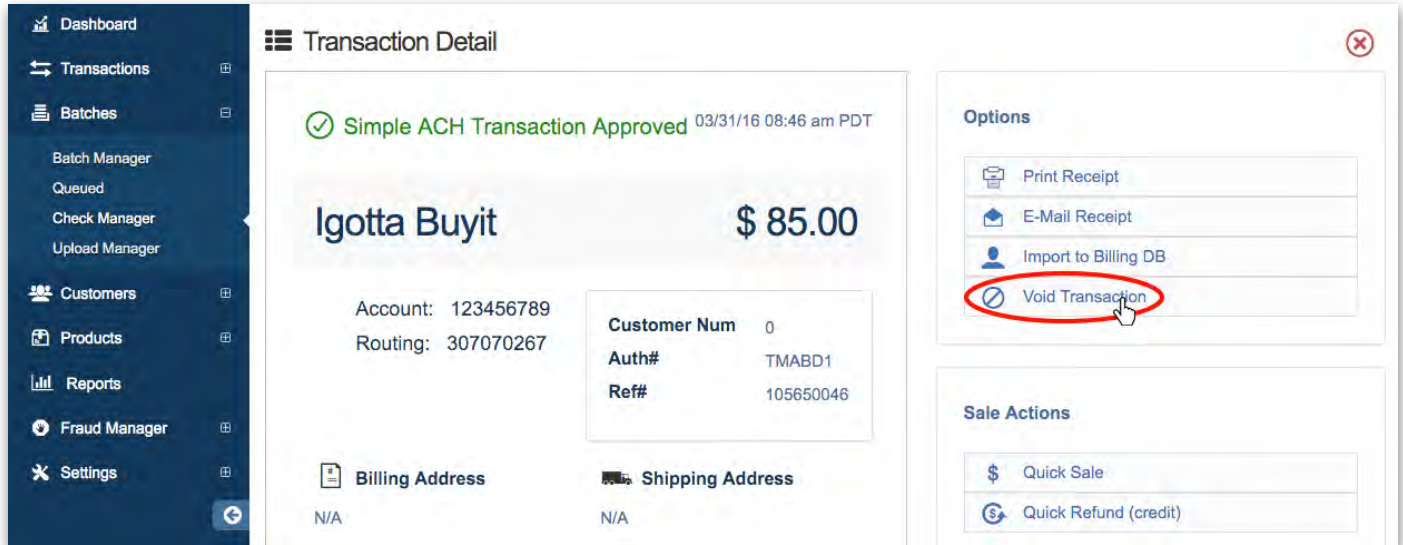 Dashboard
Transactions
Batches
Batch Manager
Queued
Check Manager
Upload Manager
Customers
Products
Reports
Fraud Manager
Settings
Transaction Detail
Simple ACH Transaction Approved 03/31/16 08:46 am PDT
Igotta Buyit $ 85.00
Account: 123456789
Routing: 307070267
Customer Num 0
Auth# TMABD1
Ref# 105650046
Billing Address
N/A
Shipping Address
N/A
Options
Print Receipt
E-Mail Receipt
Import to Billing DB
Void Transaction
Sale Actions
$ Quick Sale
Quick Refund (credit)